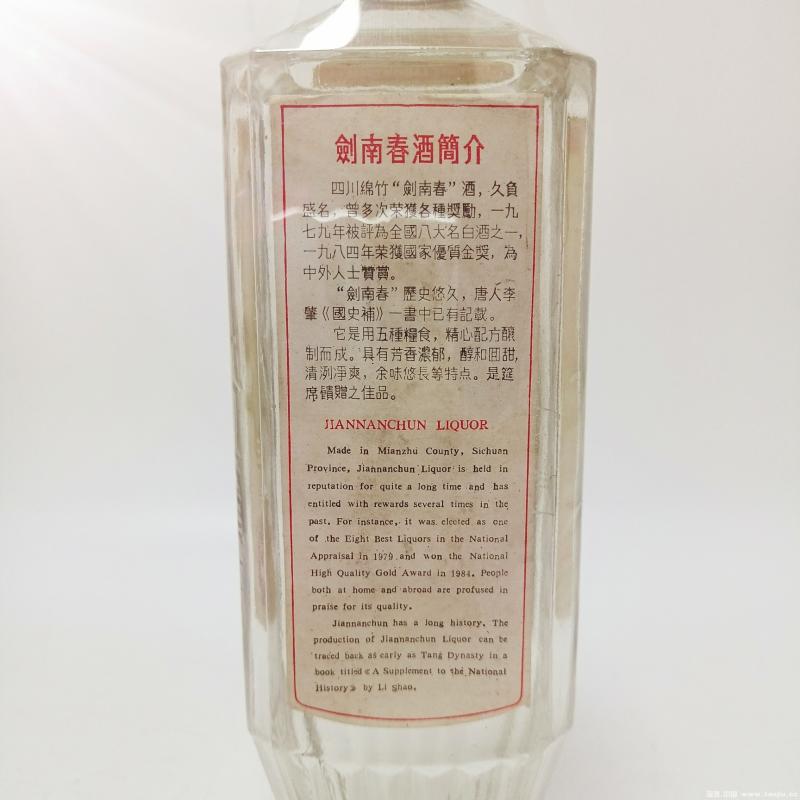 劍南春酒簡介
四川綿竹“劍南春”酒，久負
盛名，曾多次荣獲各種獎勵，一九
七九年被評為全國八大名白酒之一，
一九八四年荣獲國家優質金獎，為
中外人士贊賞。
“劍南春”歷史悠久，唐人李
肇《國史補》一書中已有記載。
它是用五種糧食，精心配方釀
制而成。具有芳香濃郁，醇和囬甜，
清洌凈爽，余味悠長等特点。是筵
席饋贈之佳品。
JIANNANCHUN LIQUOR
Made in Mianzhu County, Sichuan
Province, Jiannanchun Liquor is held in
reputation for quite a long time and has
entitled with rewards several times in the
past. For instance, it was elected as one
of the Eight Best Liquors in the National
Appraisal in 1979 and won the National
High Quality Gold Award in 1984. People
both at home and abroad are profused in
praise for its quality.
Jiannanchun has a long history. The
production of Jiannanchun Liquor can be
traced back as early as Tang Dynasty in a
book titled《A Supplement to the National
History》 by Li Shao.